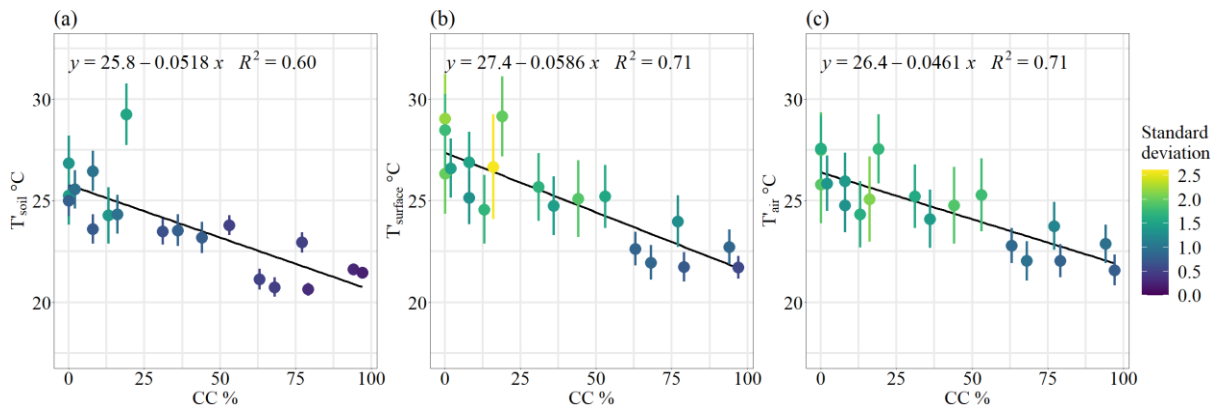 (a)
y = 25.8 − 0.0518 x R² = 0.60
T'soil °C
30
25
20
0 25 50 75 100
CC %
(b)
y = 27.4 − 0.0586 x R² = 0.71
T'surface °C
30
25
20
0 25 50 75 100
CC %
(c)
y = 26.4 − 0.0461 x R² = 0.71
T'air °C
30
25
20
0 25 50 75 100
CC %
Standard
deviation
2.5
2.0
1.5
1.0
0.5
0.0